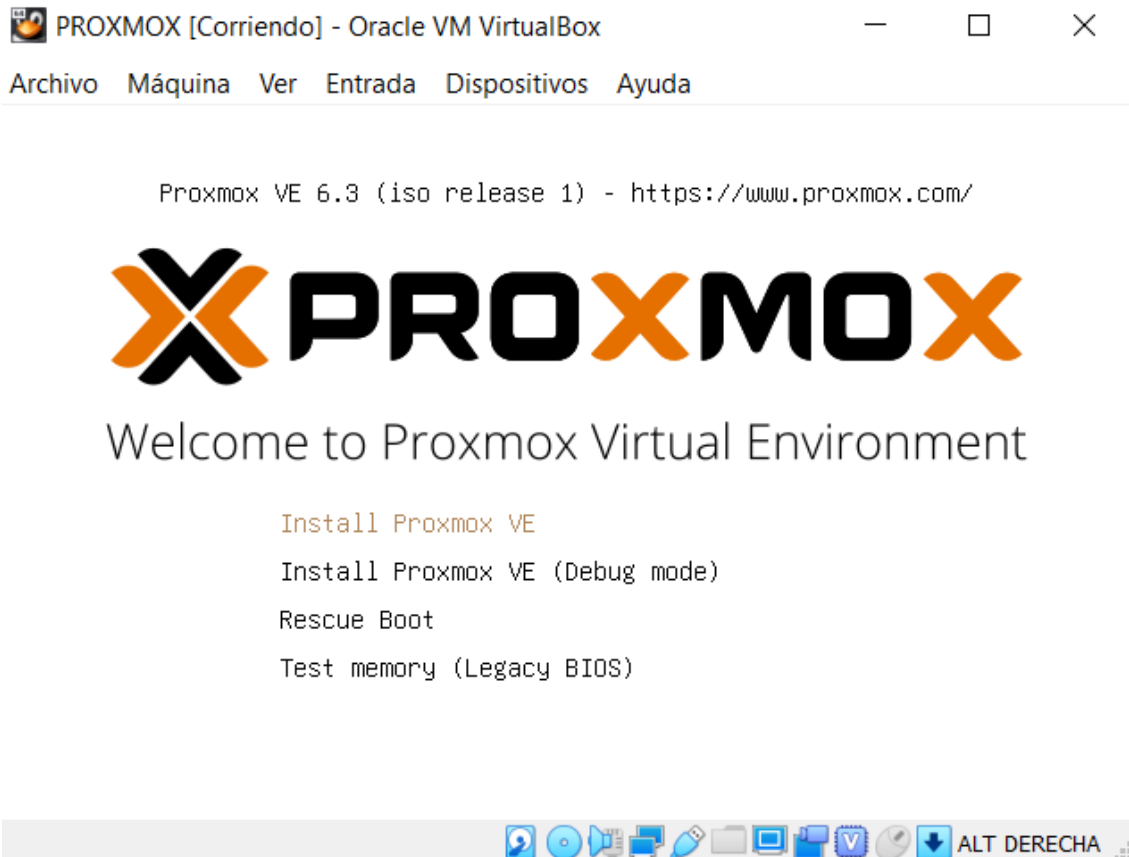 PROXMOX [Corriendo] - Oracle VM VirtualBox
Archivo Máquina Ver Entrada Dispositivos Ayuda
Proxmox VE 6.3 (iso release 1) - https://www.proxmox.com/
PROXMOX
Welcome to Proxmox Virtual Environment
Install Proxmox VE
Install Proxmox VE (Debug mode)
Rescue Boot
Test memory (Legacy BIOS)
ALT DERECHA